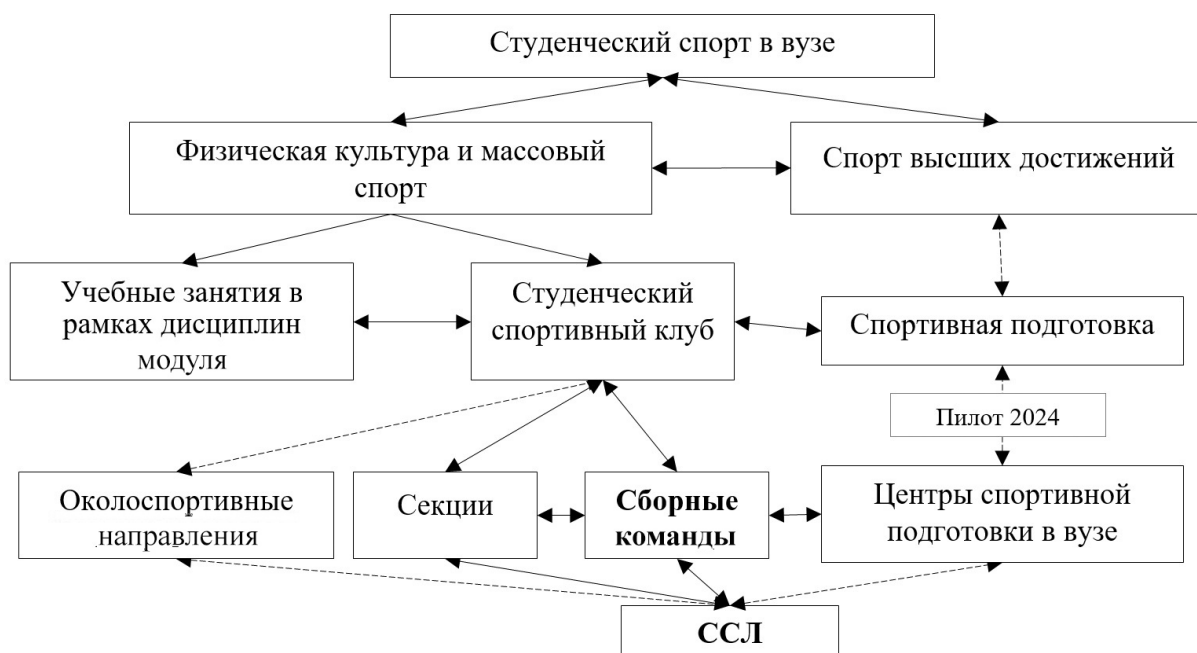 Студенческий спорт в вузе
Физическая культура и массовый
спорт
Спорт высших достижений
Учебные занятия в
рамках дисциплин
модуля
Студенческий
спортивный клуб
Спортивная подготовка
Пилот 2024
Околоспортивные
направления
Секции
Сборные
команды
Центры спортивной
подготовки в вузе
ССЛ